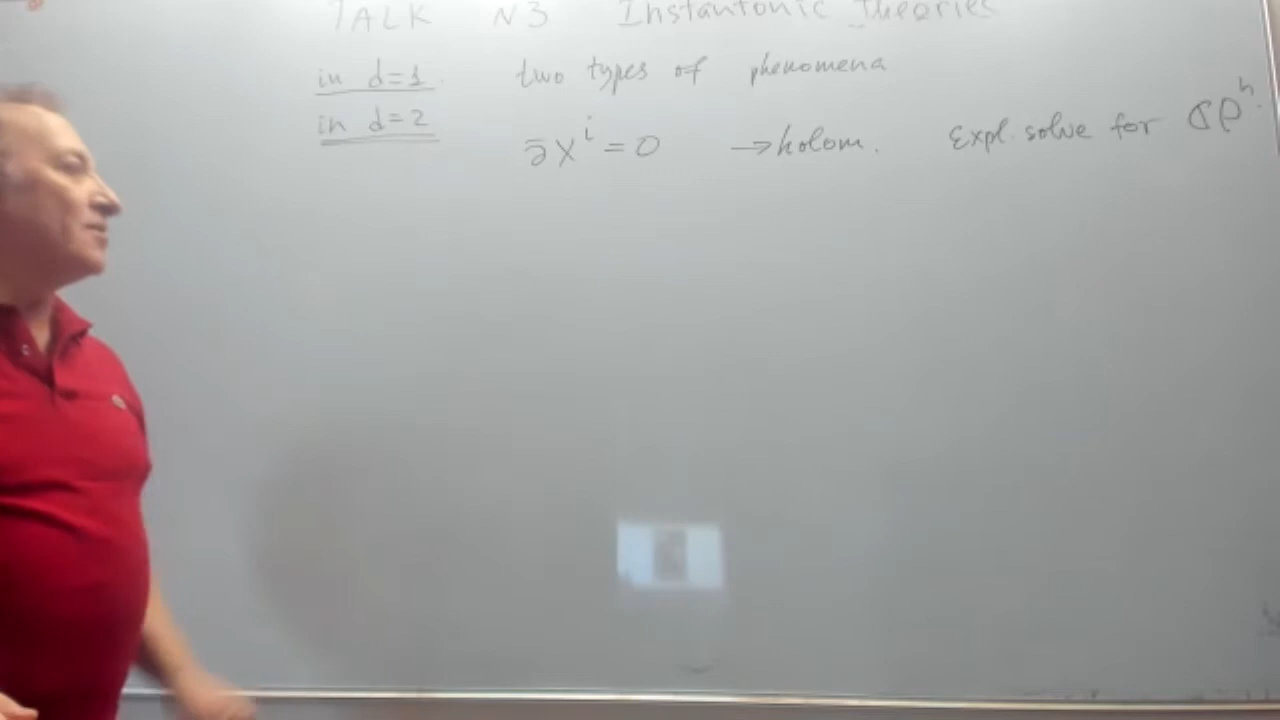 TALK N3 Instantonic Theories
in d=1 two types of phenomena
in d=2
∂̄X^i = 0 → holom. Expl. solve for CP^n.